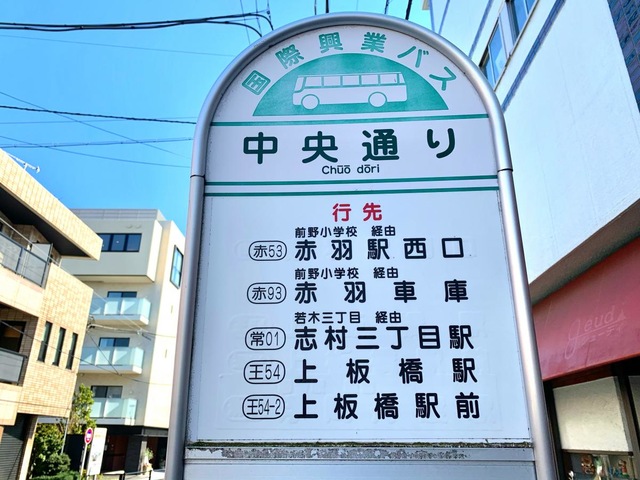 国際興業バス
中央通り
Chūō dōri
行先
前野小学校 経由
赤53 赤羽駅西口
前野小学校 経由
赤93 赤羽車庫
若木三丁目 経由
常01 志村三丁目駅
王54 上板橋駅
王54-2 上板橋駅前